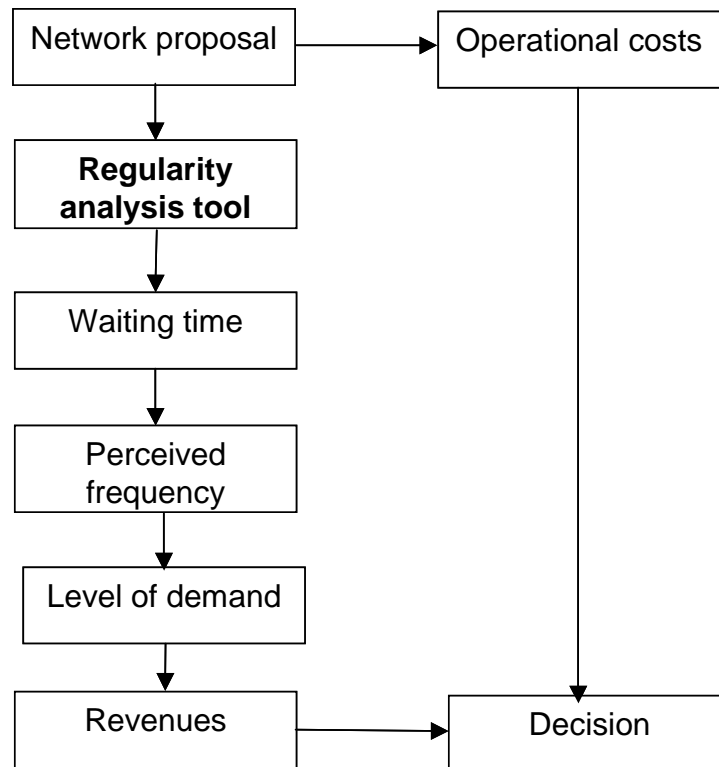 Network proposal
Operational costs
Regularity
analysis tool
Waiting time
Perceived
frequency
Level of demand
Revenues
Decision